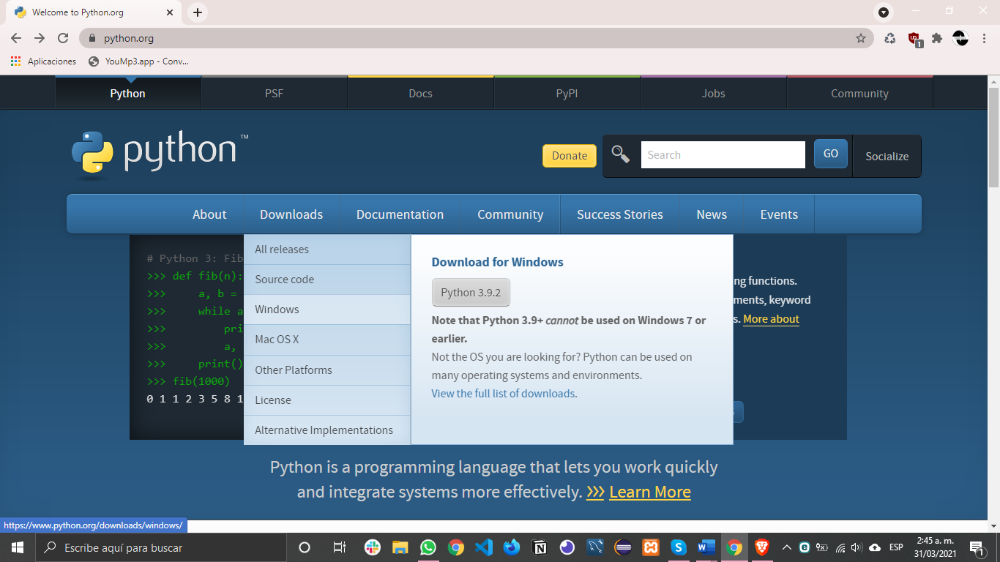 Welcome to Python.org
python.org
1
Aplicaciones
YouMp3.app - Conv...
Python
PSF
Docs
PyPI
Jobs
Community
python™
Donate
Search
GO
Socialize
About
Downloads
Documentation
Community
Success Stories
News
Events
# Python 3: Fib
>>> def fib(n):
>>> a, b =
>>> while a
>>> pri
>>> a,
>>> print()
>>> fib(1000)
0 1 1 2 3 5 8 1
All releases
Source code
Windows
Mac OS X
Other Platforms
License
Alternative Implementations
Download for Windows
Python 3.9.2
Note that Python 3.9+ cannot be used on Windows 7 or
earlier.
Not the OS you are looking for? Python can be used on
many operating systems and environments.
View the full list of downloads.
ng functions.
ments, keyword
s. More about
Python is a programming language that lets you work quickly
and integrate systems more effectively. >>> Learn More
https://www.python.org/downloads/windows/
Escribe aquí para buscar
ESP
2:45 a. m.
31/03/2021
1